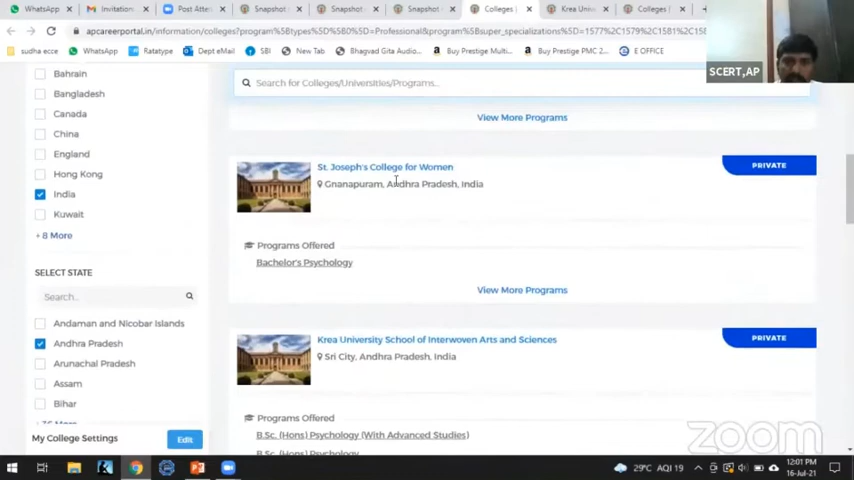 WhatsApp
Invitation
Post Atte
Snapshot
Snapshot
Snapshot
Colleges |
Krea Univ
Colleges |
apcareerportal.in/information/colleges?program%5Btypes%5D%5B0%5D=Professional&program%5Bsuper_specializations%5D=1577%2C1579%2C1581%2C15
sudha ecce
WhatsApp
Ratatype
Dept eMail
SBI
New Tab
Bhagvad Gita Audio...
Buy Prestige PMC...
Buy Prestige PMC 2...
E OFFICE
SCERT,AP
Bahrain
Bangladesh
Canada
China
England
Hong Kong
India
Kuwait
+ 8 More
SELECT STATE
Search...
Andaman and Nicobar Islands
Andhra Pradesh
Arunachal Pradesh
Assam
Bihar
My College Settings
Edit
Search for Colleges/Universities/Programs...
View More Programs
St. Joseph's College for Women
PRIVATE
Gnanapuram, Andhra Pradesh, India
Programs Offered
Bachelor's Psychology
View More Programs
Krea University School of Interwoven Arts and Sciences
PRIVATE
Sri City, Andhra Pradesh, India
Programs Offered
B.Sc. (Hons) Psychology (With Advanced Studies)
B.Sc. (Hons) Psychology
zoom
29°C AQI 19
12:01 PM
16-Jul-21